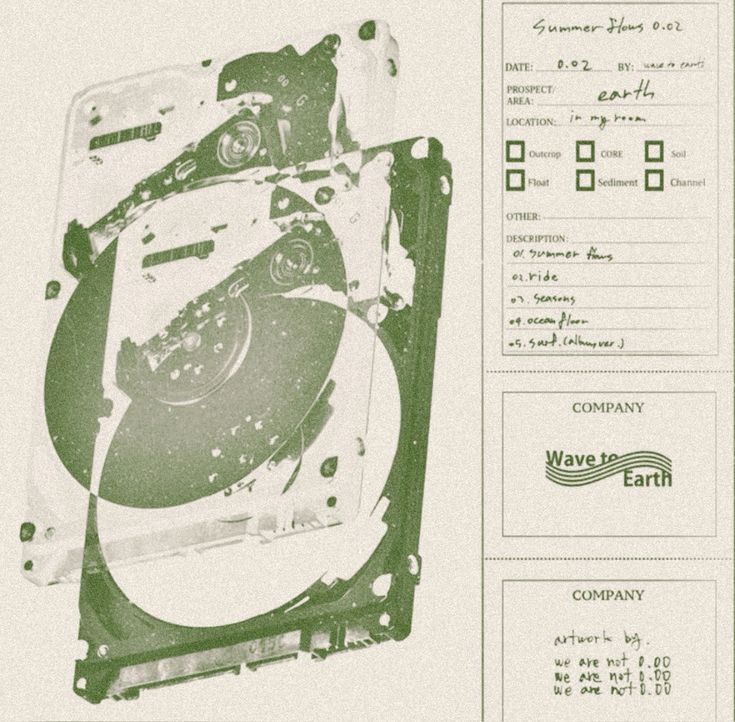 Summer flows 0.02
DATE: 0.02 BY: wave to earth
PROSPECT/
AREA: earth
LOCATION: in my room
Outcrop CORE Soil
Float Sediment Channel
OTHER:
DESCRIPTION:
01. Summer flows
02. ride
03. seasons
04. ocean floor
05. surf. (Album ver.)
COMPANY
Wave to
Earth
COMPANY
artwork by.
we are not 0.00
we are not 0.00
we are not 0.00